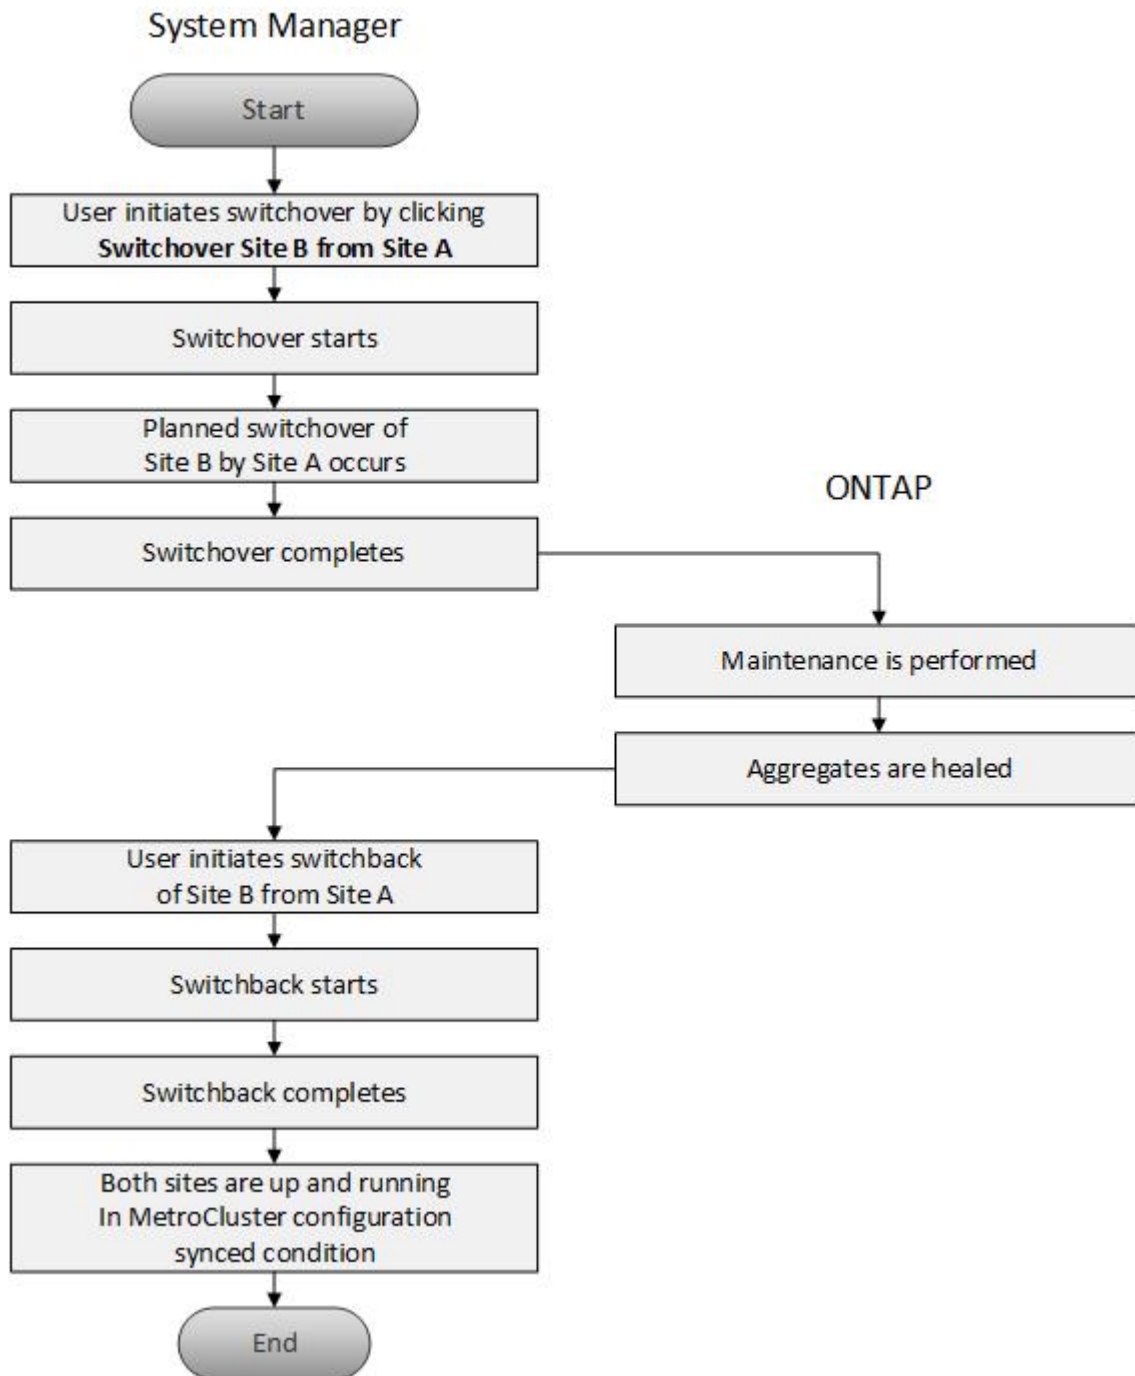 System Manager
Start
User initiates switchover by clicking
Switchover Site B from Site A
Switchover starts
Planned switchover of
Site B by Site A occurs
Switchover completes
ONTAP
Maintenance is performed
Aggregates are healed
User initiates switchback
of Site B from Site A
Switchback starts
Switchback completes
Both sites are up and running
In MetroCluster configuration
synced condition
End